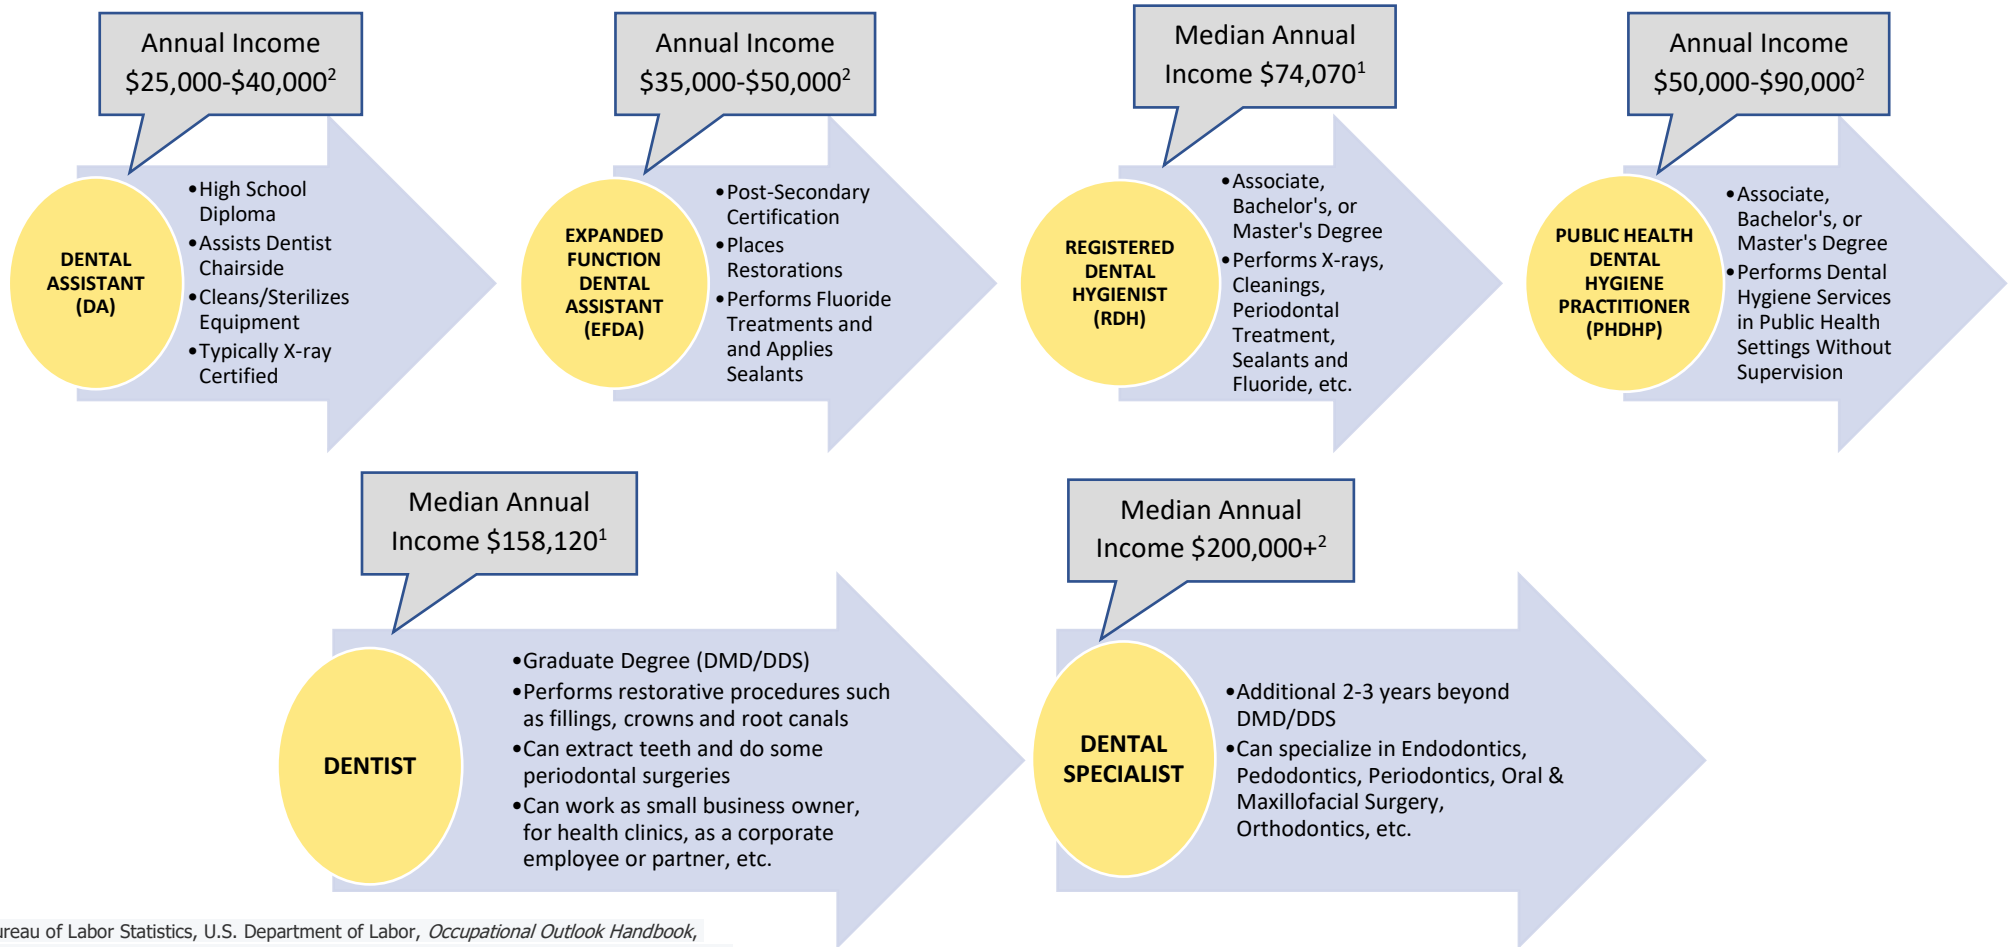 Annual Income
$25,000-$40,000²
DENTAL
ASSISTANT
(DA)
•High School
Diploma
•Assists Dentist
Chairside
•Cleans/Sterilizes
Equipment
•Typically X-ray
Certified
Annual Income
$35,000-$50,000²
EXPANDED
FUNCTION
DENTAL
ASSISTANT
(EFDA)
•Post-Secondary
Certification
•Places
Restorations
•Performs Fluoride
Treatments and
and Applies
Sealants
Median Annual
Income $74,070¹
REGISTERED
DENTAL
HYGIENIST
(RDH)
•Associate,
Bachelor's, or
Master's Degree
•Performs X-rays,
Cleanings,
Periodontal
Treatment,
Sealants and
Fluoride, etc.
Annual Income
$50,000-$90,000²
PUBLIC HEALTH
DENTAL
HYGIENE
PRACTITIONER
(PHDHP)
•Associate,
Bachelor's, or
Master's Degree
•Performs Dental
Hygiene Services
in Public Health
Settings Without
Supervision
Median Annual
Income $158,120¹
DENTIST
•Graduate Degree (DMD/DDS)
•Performs restorative procedures such
as fillings, crowns and root canals
•Can extract teeth and do some
periodontal surgeries
•Can work as small business owner,
for health clinics, as a corporate
employee or partner, etc.
Median Annual
Income $200,000+²
DENTAL
SPECIALIST
•Additional 2-3 years beyond
DMD/DDS
•Can specialize in Endodontics,
Pedodontics, Periodontics, Oral &
Maxillofacial Surgery,
Orthodontics, etc.
ureau of Labor Statistics, U.S. Department of Labor, Occupational Outlook Handbook,